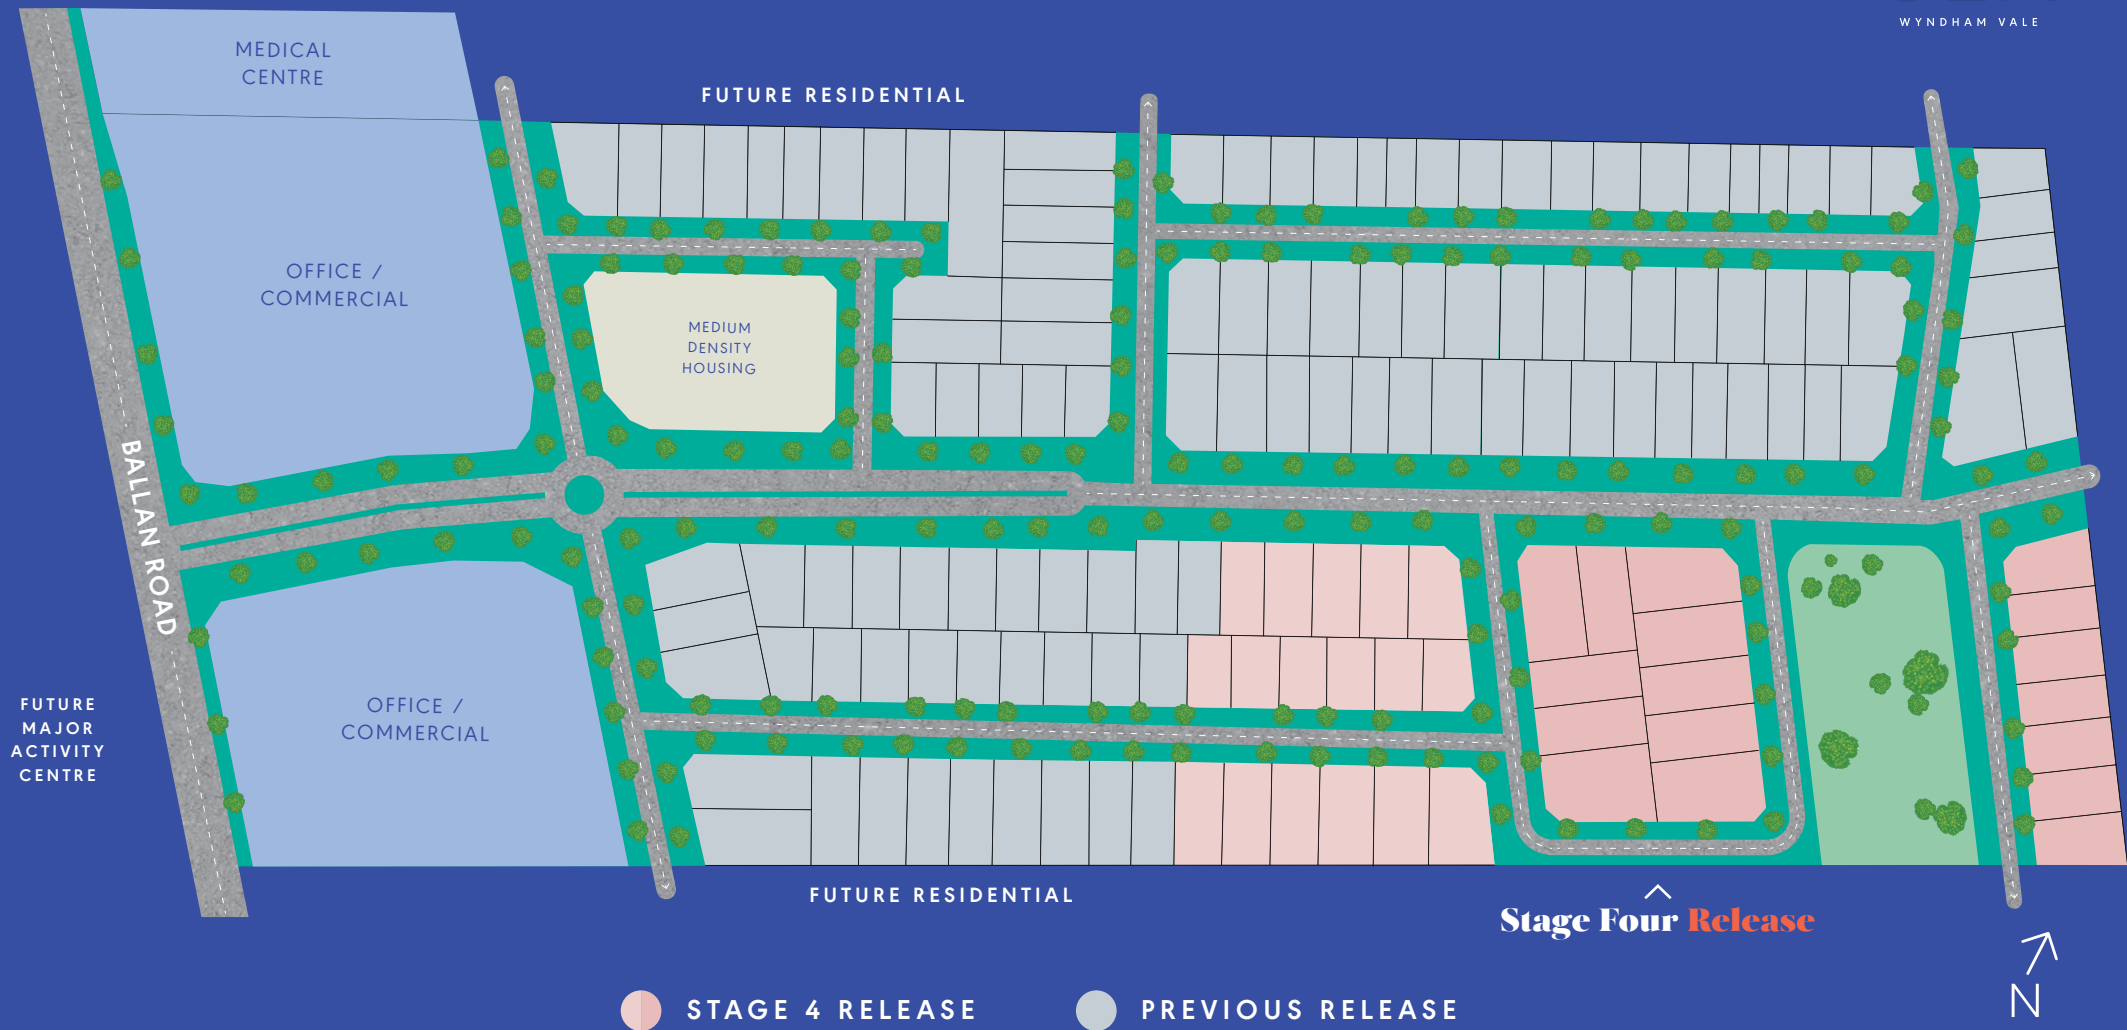 WYNDHAM VALE
MEDICAL
CENTRE
FUTURE RESIDENTIAL
OFFICE /
COMMERCIAL
MEDIUM
DENSITY
HOUSING
BALLAN ROAD
FUTURE
MAJOR
ACTIVITY
CENTRE
OFFICE /
COMMERCIAL
FUTURE RESIDENTIAL
Stage Four Release
N
STAGE 4 RELEASE
PREVIOUS RELEASE